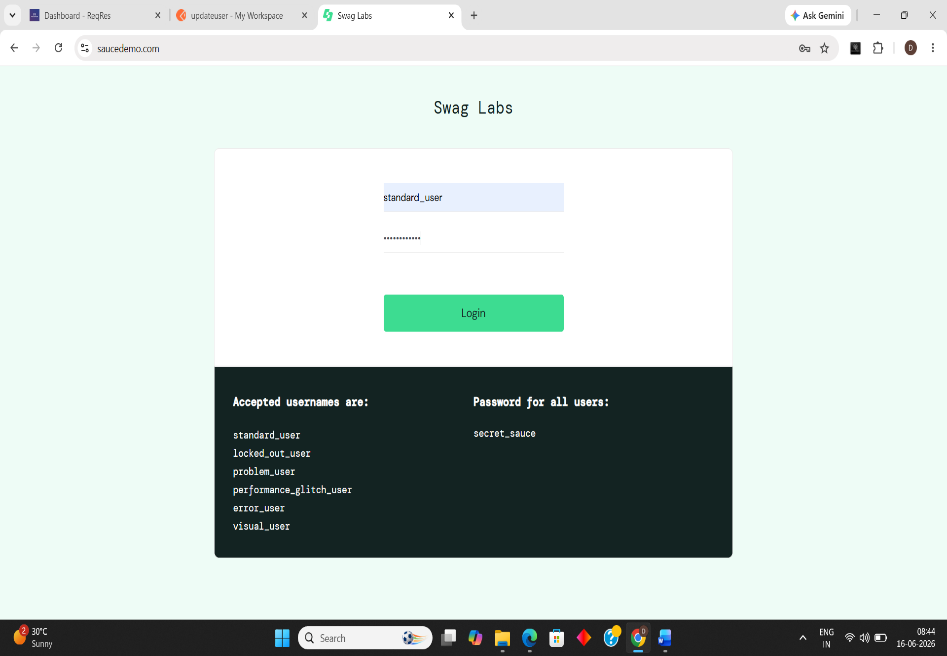 Dashboard - ReqRes
updateuser - My Workspace
Swag Labs
Ask Gemini
saucedemo.com
D
Swag Labs
standard_user
••••••••••••
Login
Accepted usernames are:
standard_user
locked_out_user
problem_user
performance_glitch_user
error_user
visual_user
Password for all users:
secret_sauce
2
30°C
Sunny
Search
ENG
IN
08:44
16-06-2026